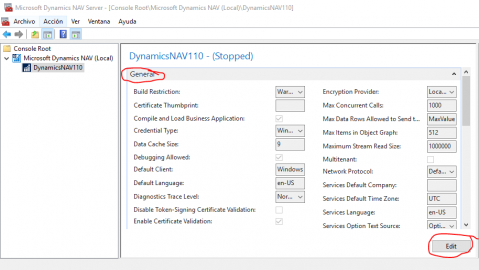 Microsoft Dynamics NAV Server - [Console Root\Microsoft Dynamics NAV (Local)\DynamicsNAV110]
Archivo Acción Ver Ventana Ayuda
Console Root
Microsoft Dynamics NAV (Local)
DynamicsNAV110
DynamicsNAV110 - (Stopped)
General
Build Restriction: War...
Certificate Thumbprint:
Compile and Load Business Application:
Credential Type: Win...
Data Cache Size: 9
Debugging Allowed:
Default Client: Windows
Default Language: en-US
Diagnostics Trace Level: Nor...
Disable Token-Signing Certificate Validation:
Enable Certificate Validation:
Encryption Provider: Loca...
Max Concurrent Calls: 1000
Max Data Rows Allowed to Send t... MaxValue
Max Items in Object Graph: 512
Maximum Stream Read Size: 1000000
Multitenant:
Network Protocol: Defa...
Services Default Company:
Services Default Time Zone: UTC
Services Language: en-US
Services Option Text Source: Opti...
Edit